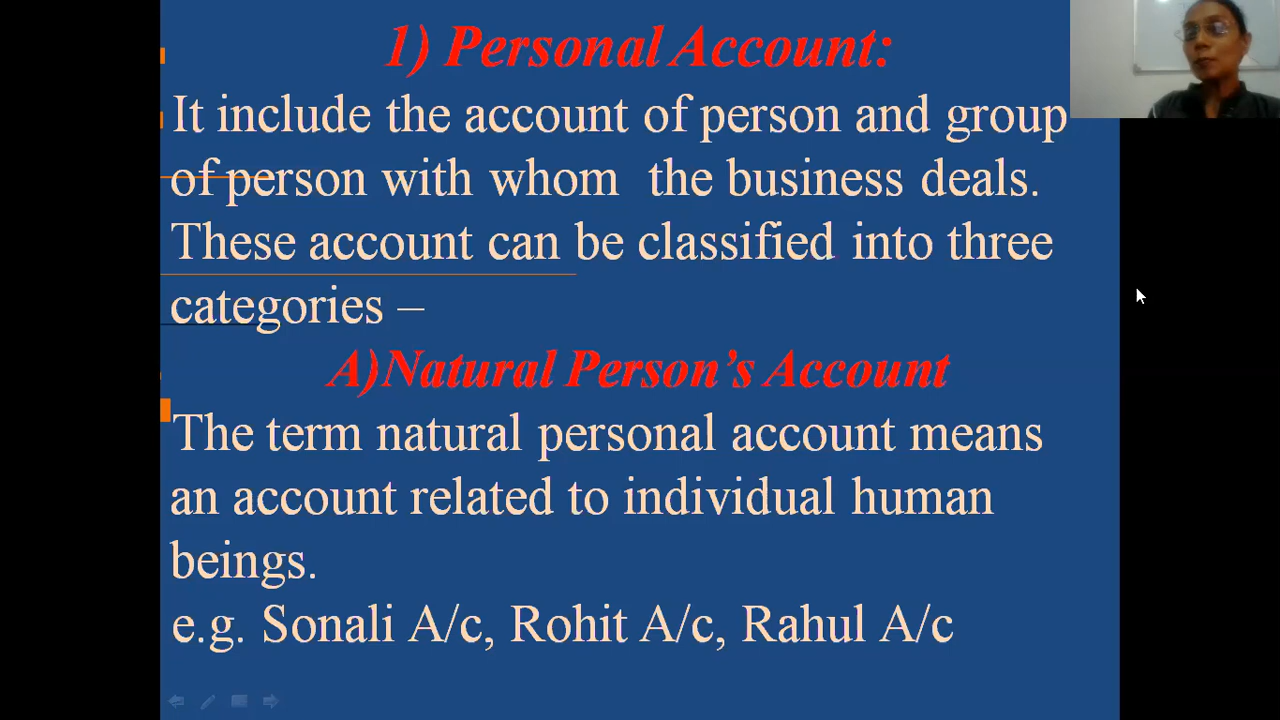 1) Personal Account:
It include the account of person and group
of person with whom the business deals.
These account can be classified into three
categories –
A)Natural Person's Account
The term natural personal account means
an account related to individual human
beings.
e.g. Sonali A/c, Rohit A/c, Rahul A/c